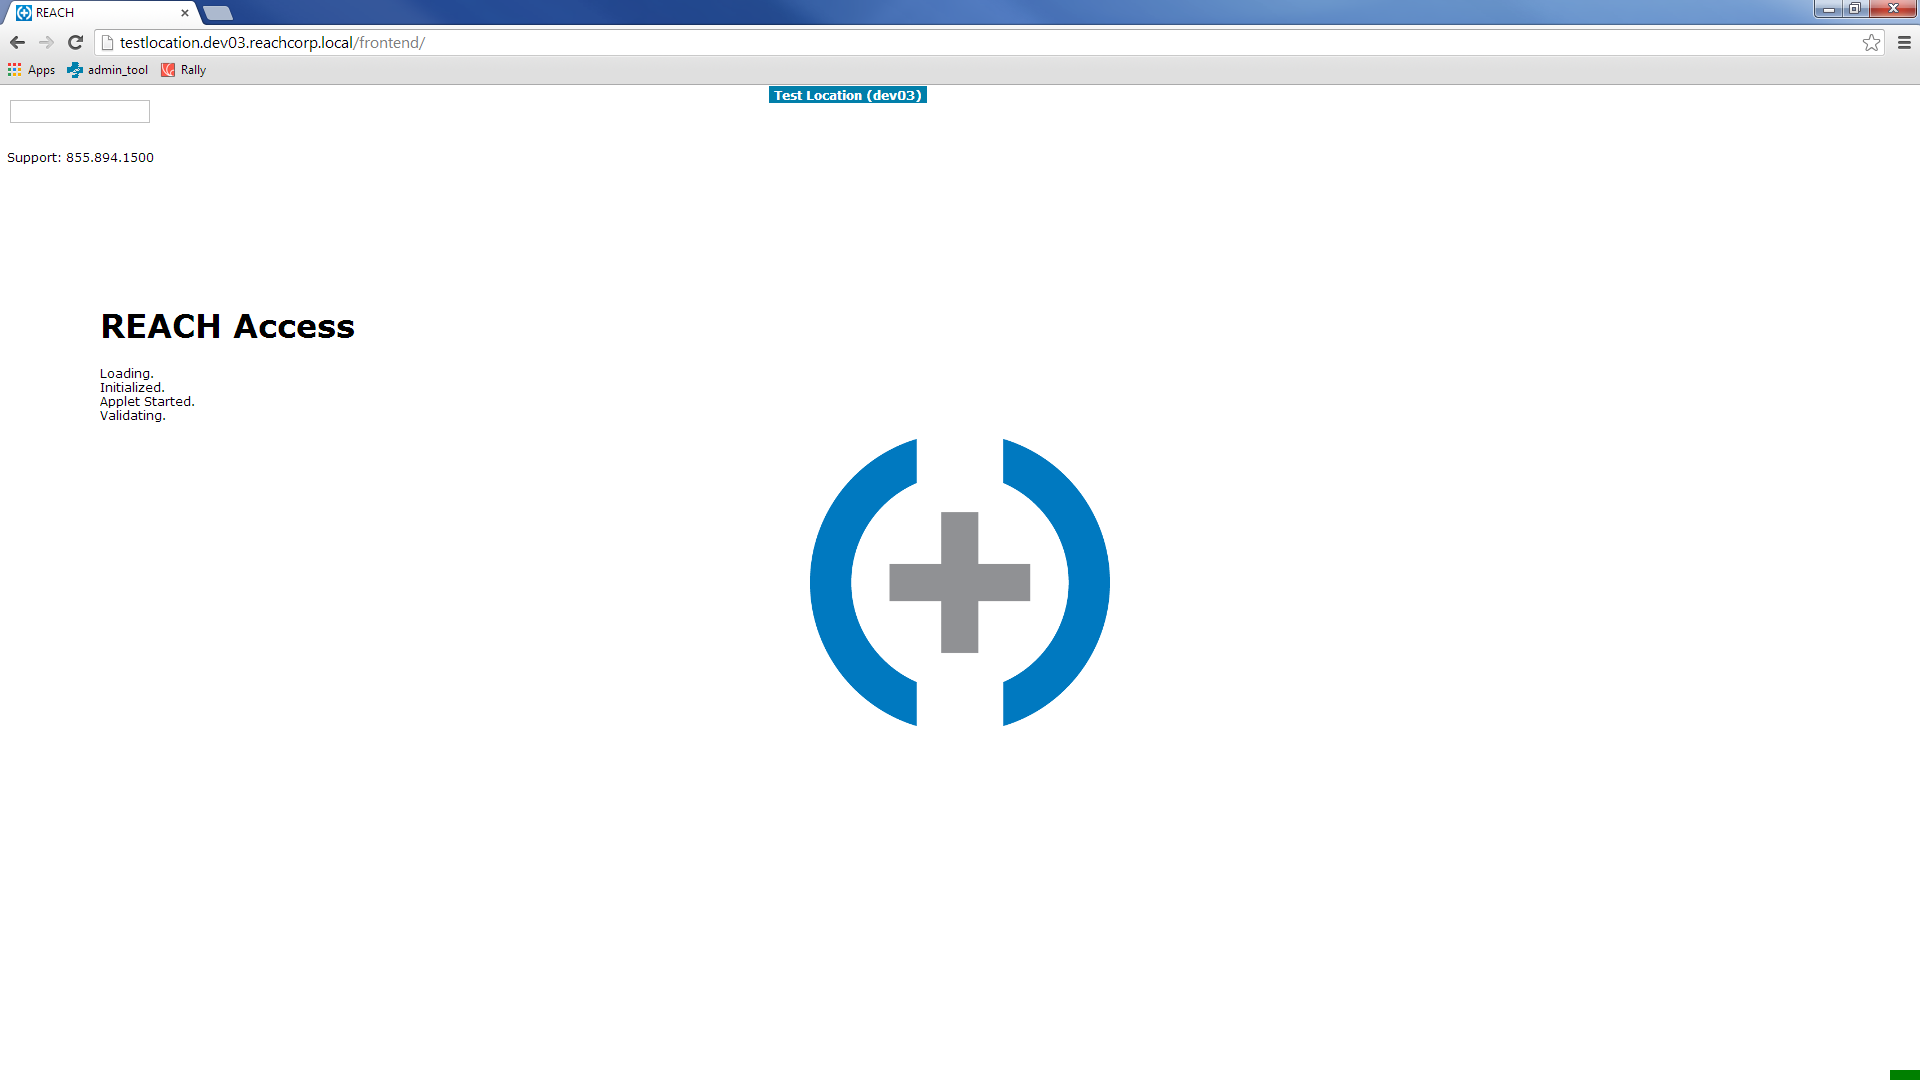 REACH
testlocation.dev03.reachcorp.local/frontend/
Apps admin_tool Rally
Test Location (dev03)
Support: 855.894.1500
REACH Access
Loading.
Initialized.
Applet Started.
Validating.